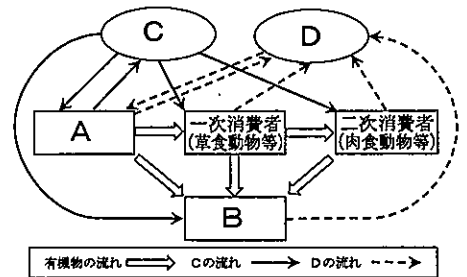 C
D
A
一次消費者
(草食動物等)
二次消費者
(肉食動物等)
B
有機物の流れ Cの流れ Dの流れ